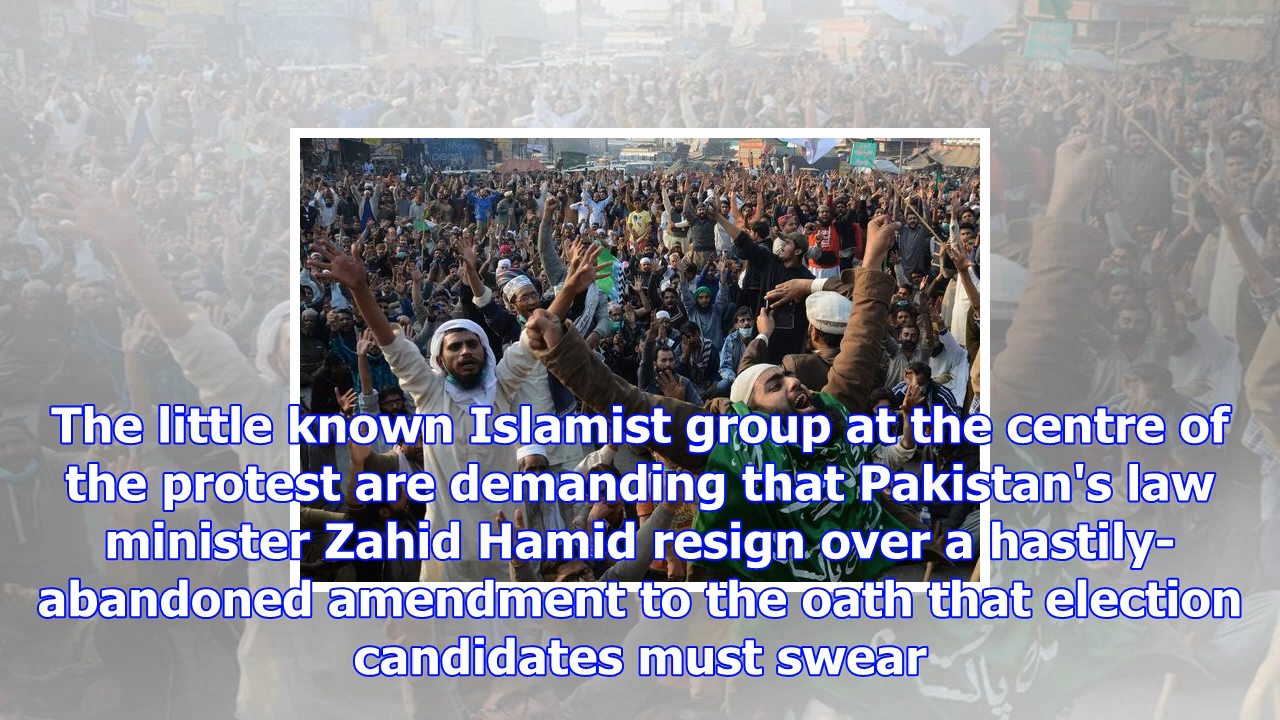 The little known Islamist group at the centre of
the protest are demanding that Pakistan's law
minister Zahid Hamid resign over a hastily-
abandoned amendment to the oath that election
candidates must swear